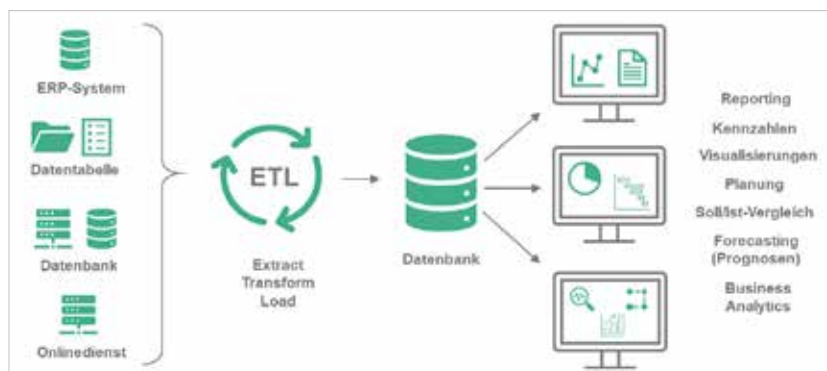 ERP-System
Datentabelle
Datenbank
Onlinedienst
ETL
Extract
Transform
Load
Datenbank
Reporting
Kennzahlen
Visualisierungen
Planung
Soll/Ist-Vergleich
Forecasting
(Prognosen)
Business
Analytics